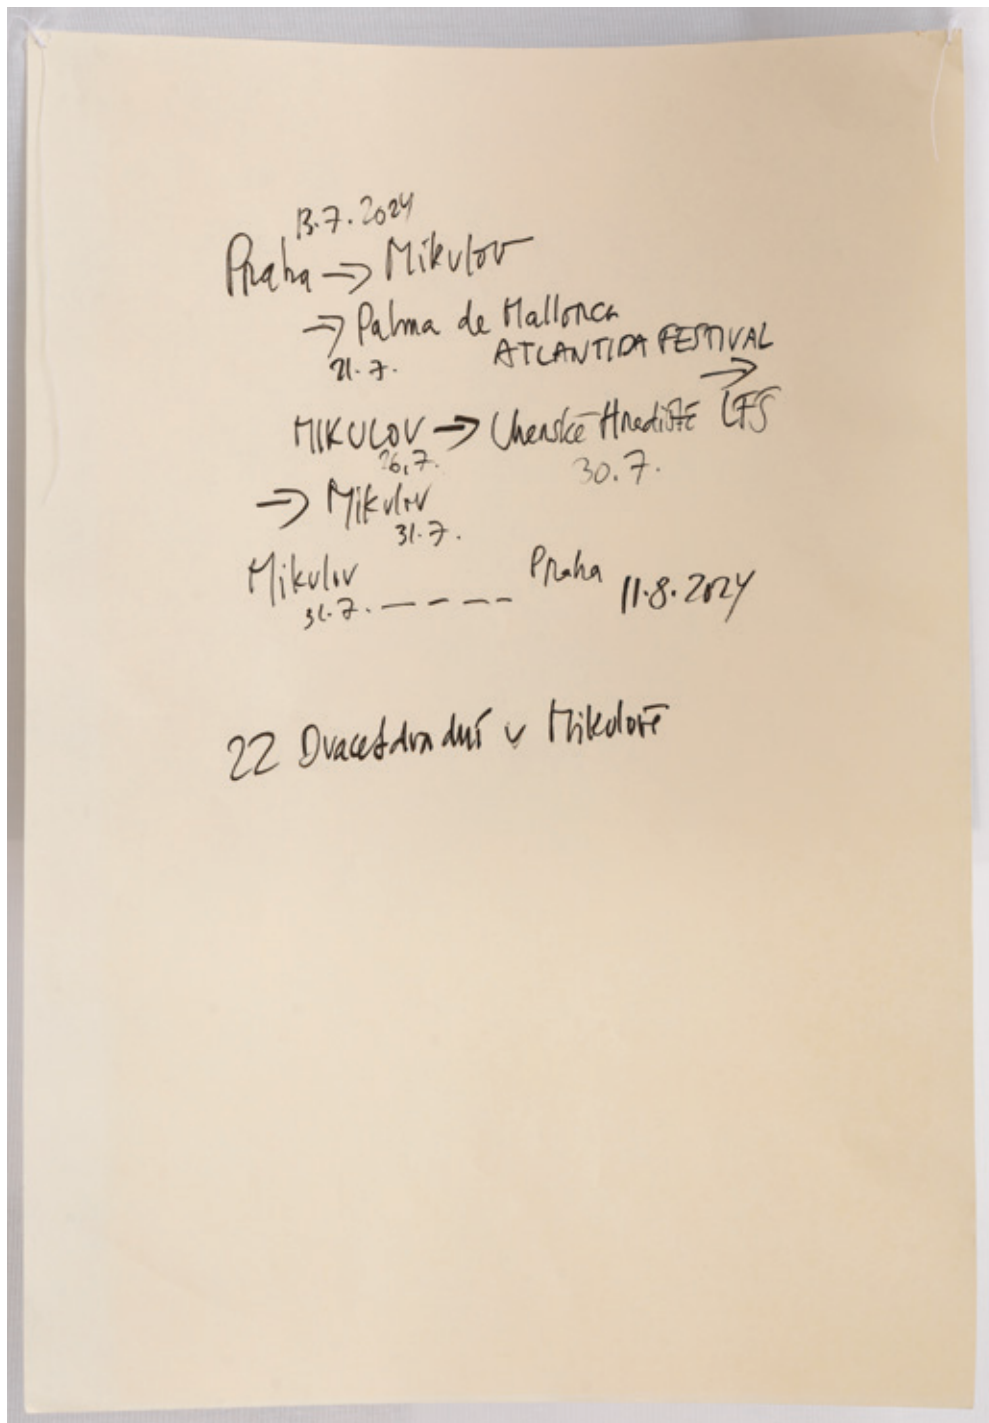 13.7.2024
Praha → Mikulov
→ Palma de Mallorca
21.7. ATLANTIDA FESTIVAL →
MIKULOV → Uherské Hradiště LFŠ
26.7. 30.7.
→ Mikulov
31.7.
Mikulov Praha 11.8.2024
31.7. – – – –
22 Dvacetdva dní v Mikulově